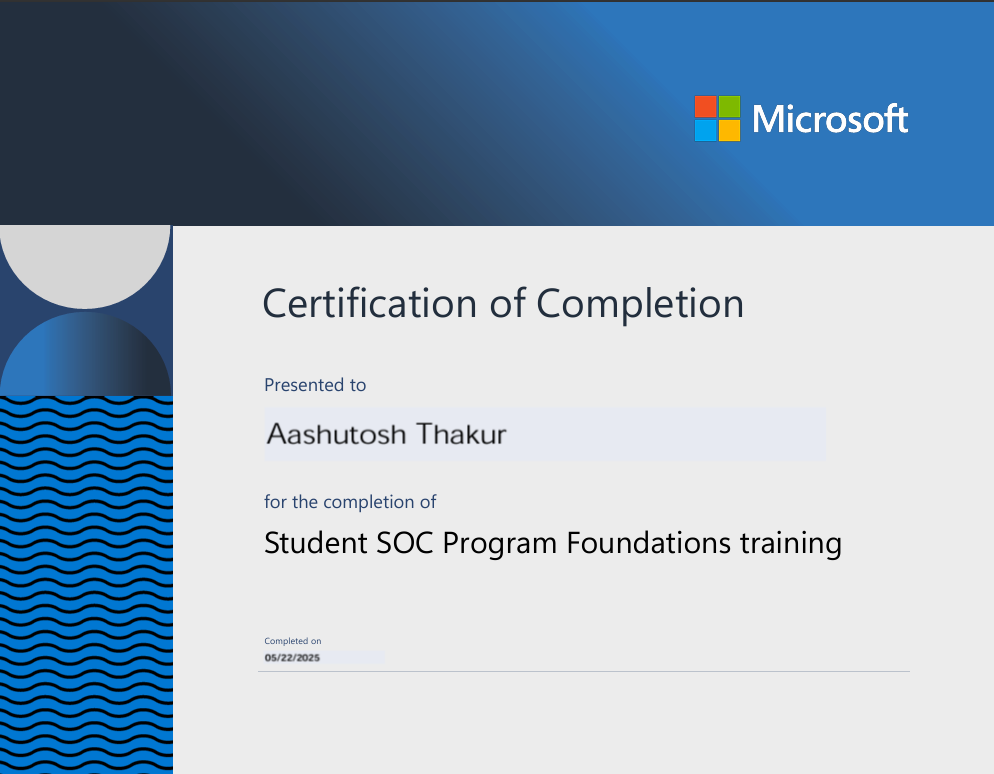 Microsoft
Certification of Completion
Presented to
Aashutosh Thakur
for the completion of
Student SOC Program Foundations training
Completed on
05/22/2025